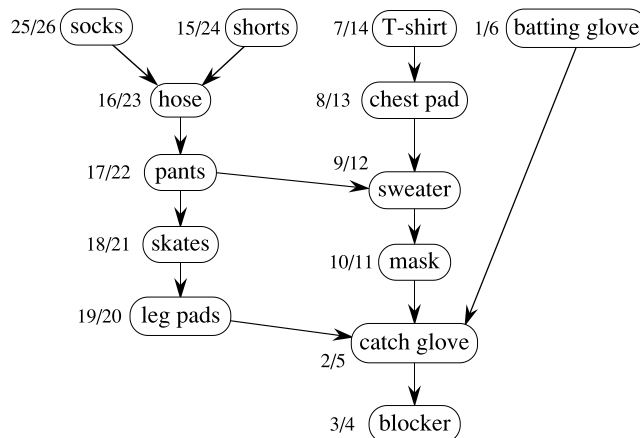 25/26 socks 15/24 shorts 7/14 T-shirt 1/6 batting glove
16/23 hose 8/13 chest pad
17/22 pants 9/12 sweater
18/21 skates 10/11 mask
19/20 leg pads catch glove
2/5
3/4 blocker